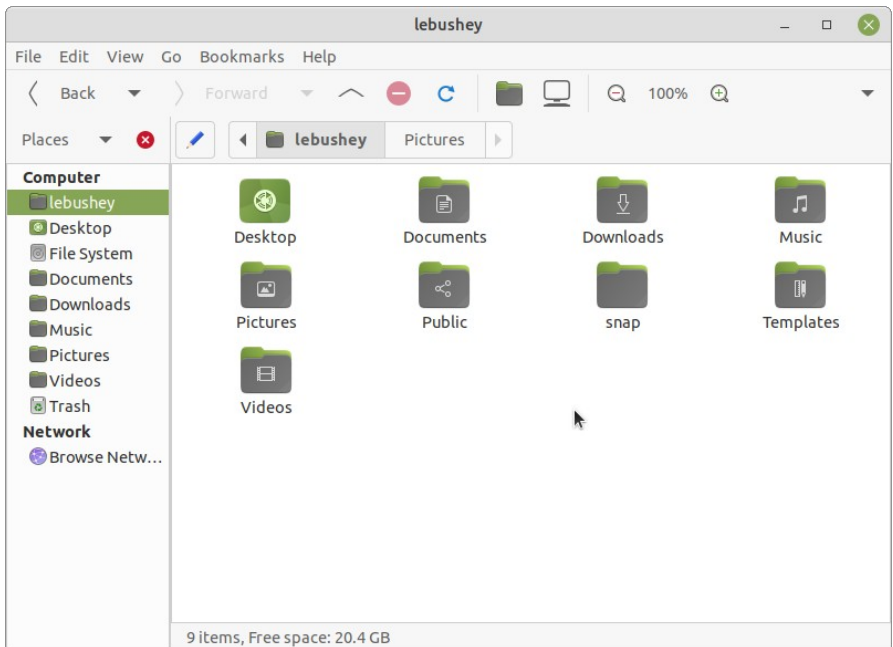 lebushey
File Edit View Go Bookmarks Help
Back Forward 100%
Places lebushey Pictures
Computer
lebushey
Desktop
File System
Documents
Downloads
Music
Pictures
Videos
Trash
Network
Browse Netw...
Desktop Documents Downloads Music
Pictures Public snap Templates
Videos
9 items, Free space: 20.4 GB